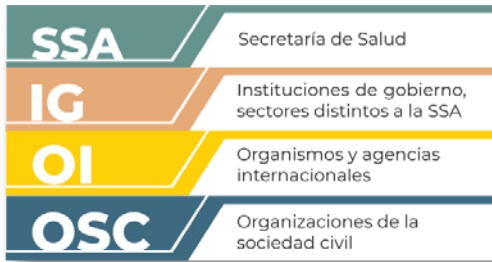 SSA
Secretaría de Salud
IG
Instituciones de gobierno,
sectores distintos a la SSA
OI
Organismos y agencias
internacionales
OSC
Organizaciones de la
sociedad civil